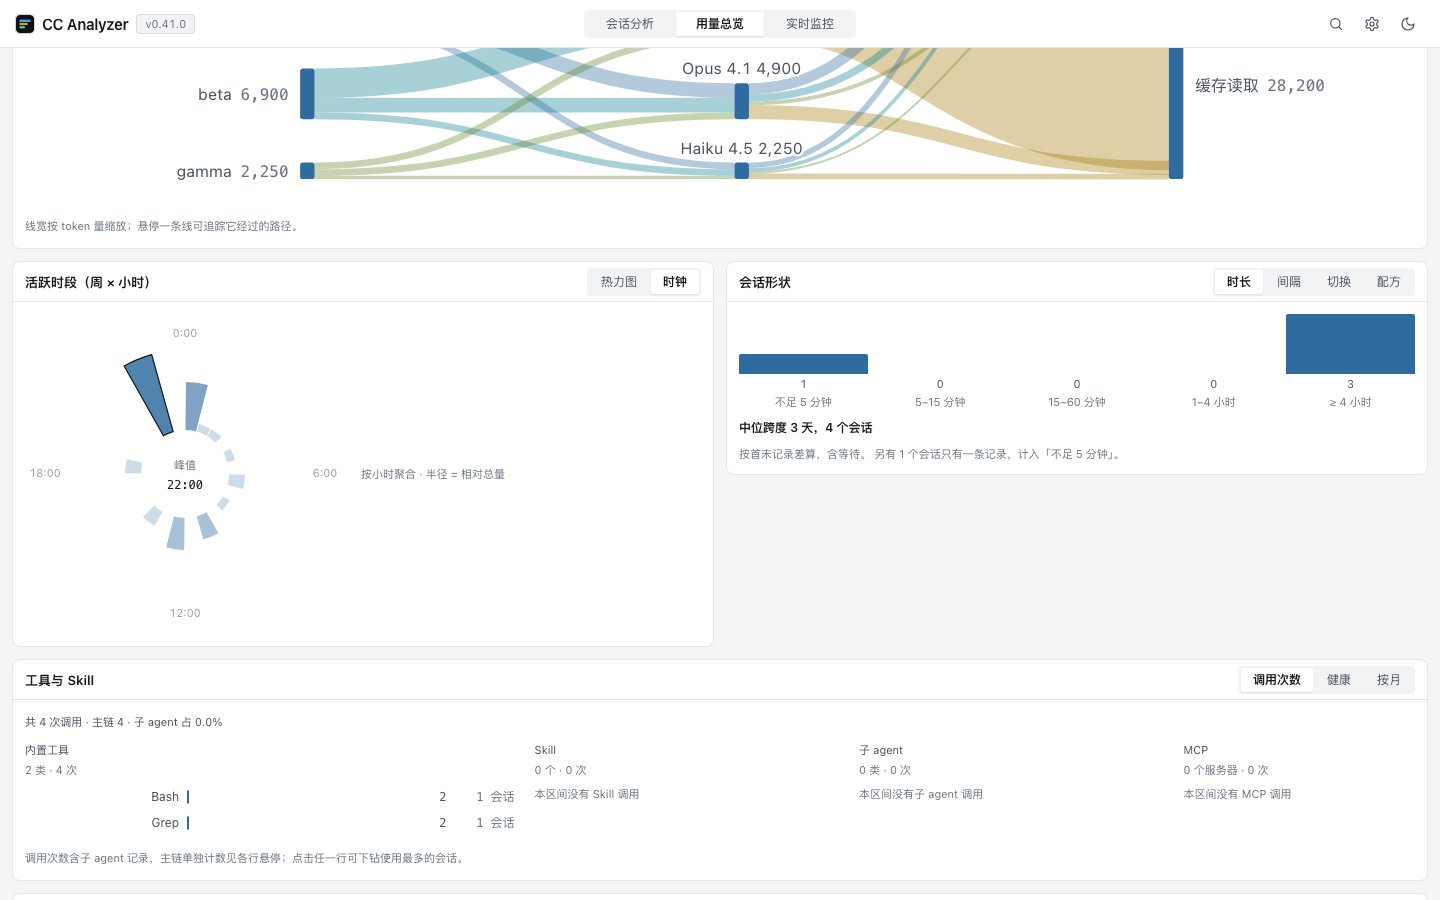 CC Analyzer v0.41.0 会话分析 用量总览 实时监控
Opus 4.1 4,900
beta 6,900
缓存读取 28,200
Haiku 4.5 2,250
gamma 2,250
线宽按 token 量缩放；悬停一条线可追踪它经过的路径。
活跃时段（周 × 小时） 热力图 时钟
0:00
18:00
峰值
22:00
6:00
按小时聚合 · 半径 = 相对总量
12:00
会话形状 时长 间隔 切换 配方
1 0 0 0 3
不足 5 分钟 5–15 分钟 15–60 分钟 1–4 小时 ≥ 4 小时
中位跨度 3 天，4 个会话
按首末记录差算，含等待。 另有 1 个会话只有一条记录，计入「不足 5 分钟」。
工具与 Skill 调用次数 健康 按月
共 4 次调用 · 主链 4 · 子 agent 占 0.0%
内置工具
2 类 · 4 次
Bash 2 1 会话
Grep 2 1 会话
Skill
0 个 · 0 次
本区间没有 Skill 调用
子 agent
0 类 · 0 次
本区间没有子 agent 调用
MCP
0 个服务器 · 0 次
本区间没有 MCP 调用
调用次数含子 agent 记录，主链单独计数见各行悬停；点击任一行可下钻使用最多的会话。